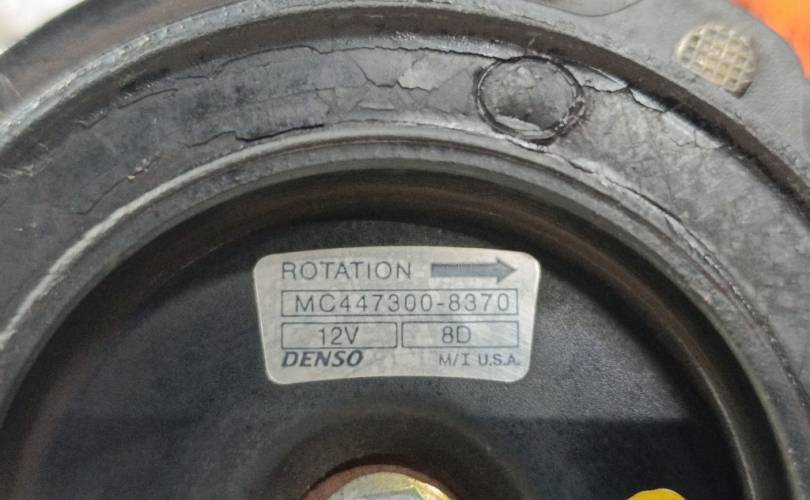 ROTATION
MC447300-8370
12V 8D
DENSO M/I U.S.A.